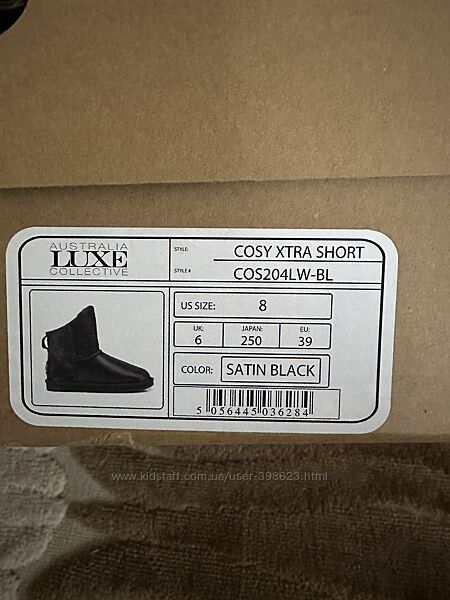 AUSTRALIA
LUXE
COLLECTIVE
STYLE: COSY XTRA SHORT
STYLE # COS204LW-BL
US SIZE: 8
UK: 6 JAPAN: 250 EU: 39
COLOR: SATIN BLACK
5 056445 036284
www.kidstaff.com.ua/user-398623.html